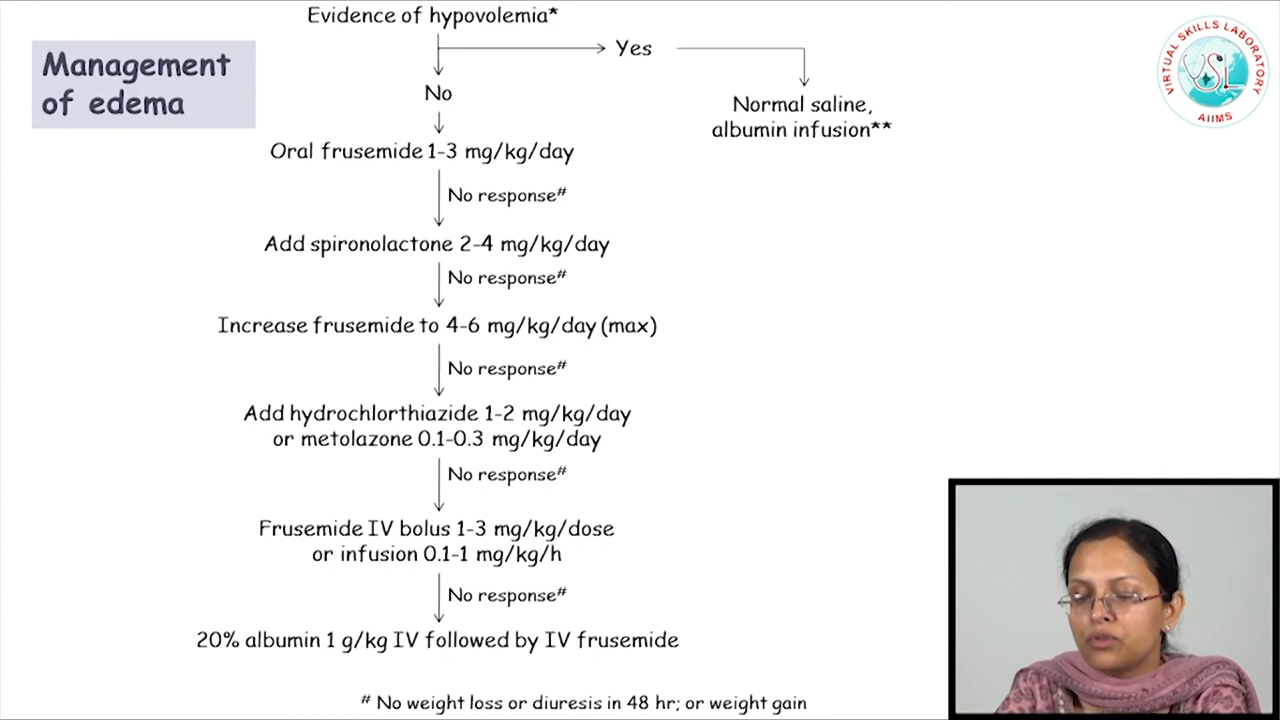 Evidence of hypovolemia*
Management
of edema
Yes
No
Normal saline,
albumin infusion**
Oral frusemide 1-3 mg/kg/day
No response#
Add spironolactone 2-4 mg/kg/day
No response#
Increase frusemide to 4-6 mg/kg/day (max)
No response#
Add hydrochlorthiazide 1-2 mg/kg/day
or metolazone 0.1-0.3 mg/kg/day
No response#
Frusemide IV bolus 1-3 mg/kg/dose
or infusion 0.1-1 mg/kg/h
No response#
20% albumin 1 g/kg IV followed by IV frusemide
# No weight loss or diuresis in 48 hr; or weight gain
VIRTUAL SKILLS LABORATORY
VSL
AIIMS